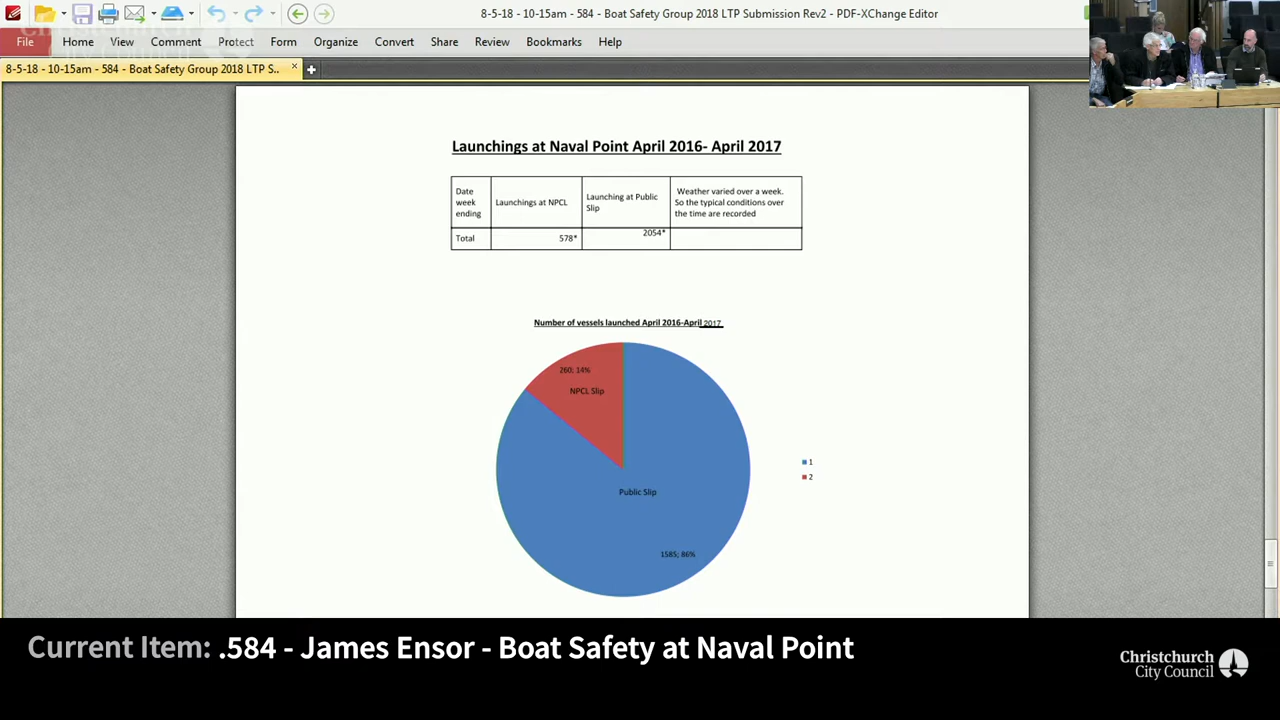 8-5-18 - 10-15am - 584 - Boat Safety Group 2018 LTP Submission Rev2 - PDF-XChange Editor
Christchurch
City Council
File Home View Comment Protect Form Organize Convert Share Review Bookmarks Help
8-5-18 - 10-15am - 584 - Boat Safety Group 2018 LTP S..
Launchings at Naval Point April 2016- April 2017
Date
week
ending
Launchings at NPCL
Launching at Public
Slip
Weather varied over a week.
So the typical conditions over
the time are recorded
Total 578* 2054*
Number of vessels launched April 2016-April 2017
260; 14%
NPCL Slip
1
2
Public Slip
1585; 86%
Current Item: .584 - James Ensor - Boat Safety at Naval Point
Christchurch
City Council